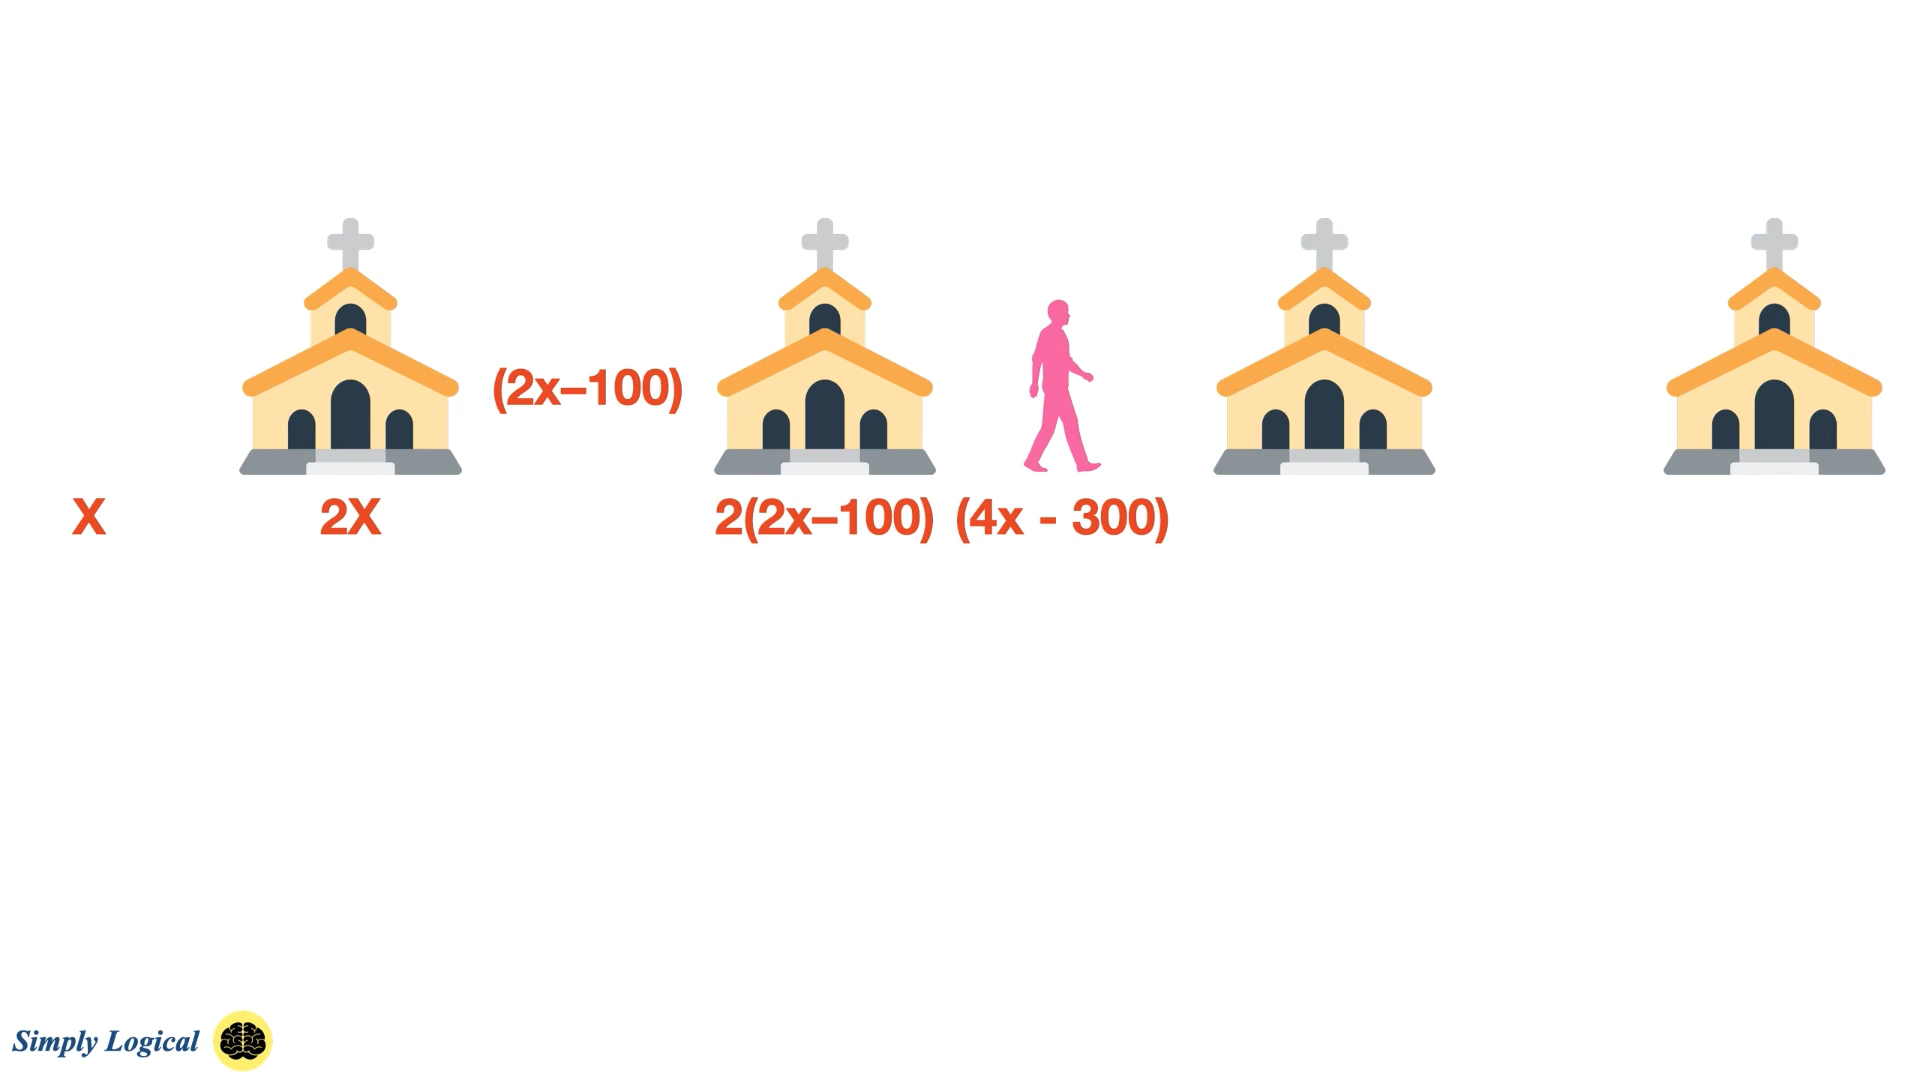 (2x–100)
X 2X 2(2x–100) (4x - 300)
Simply Logical